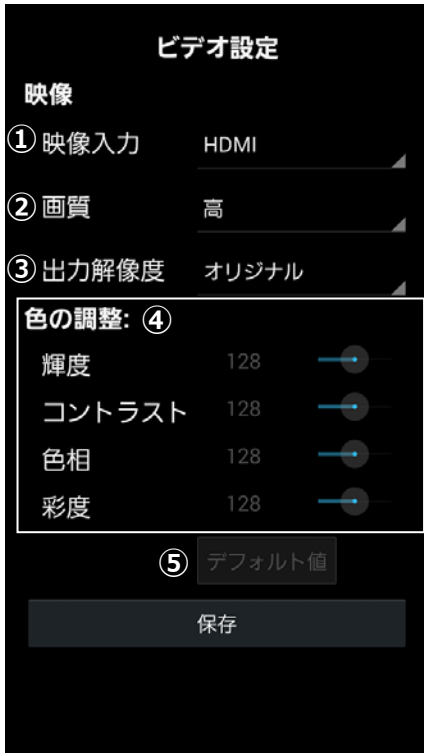 ビデオ設定
映像
① 映像入力 HDMI
② 画質 高
③ 出力解像度 オリジナル
色の調整: ④
輝度 128
コントラスト 128
色相 128
彩度 128
⑤ デフォルト値
保存